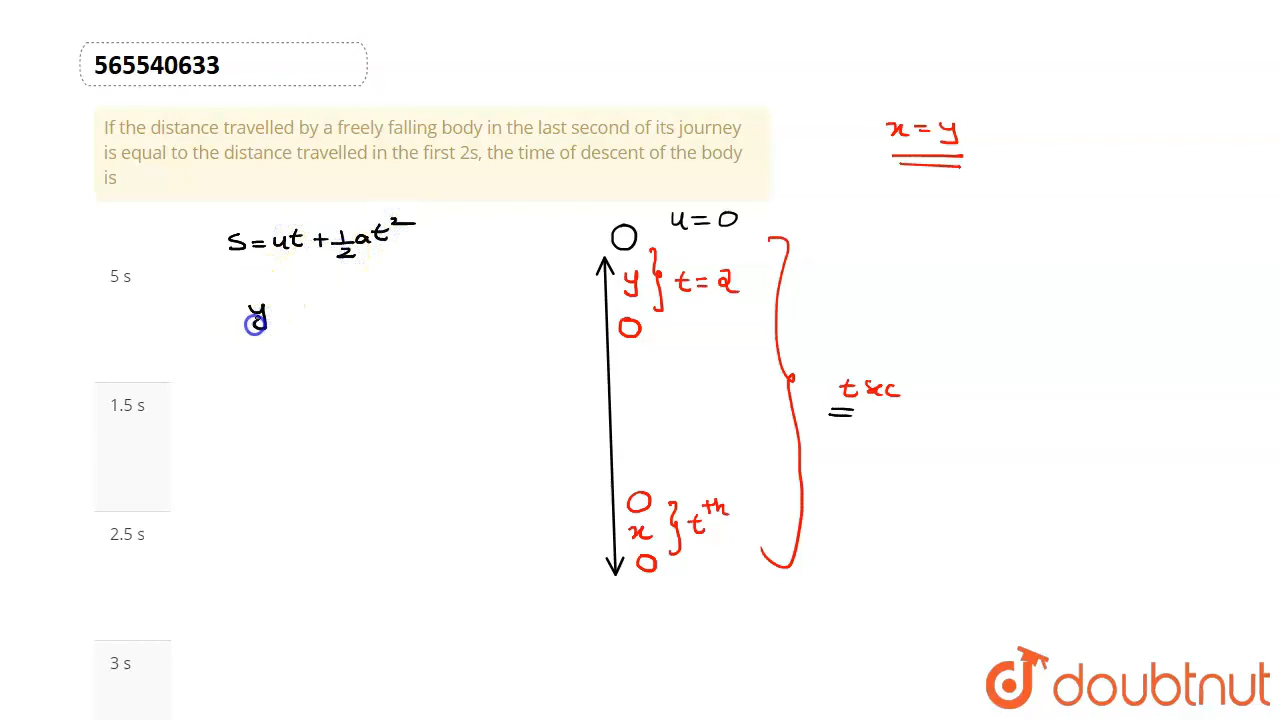 565540633
If the distance travelled by a freely falling body in the last second of its journey
is equal to the distance travelled in the first 2s, the time of descent of the body
is
x = y
u = 0
S = ut + 1/2 at²
y } t = 2
5 s
y
t sec
1.5 s
x } t^th
2.5 s
3 s
doubtnut